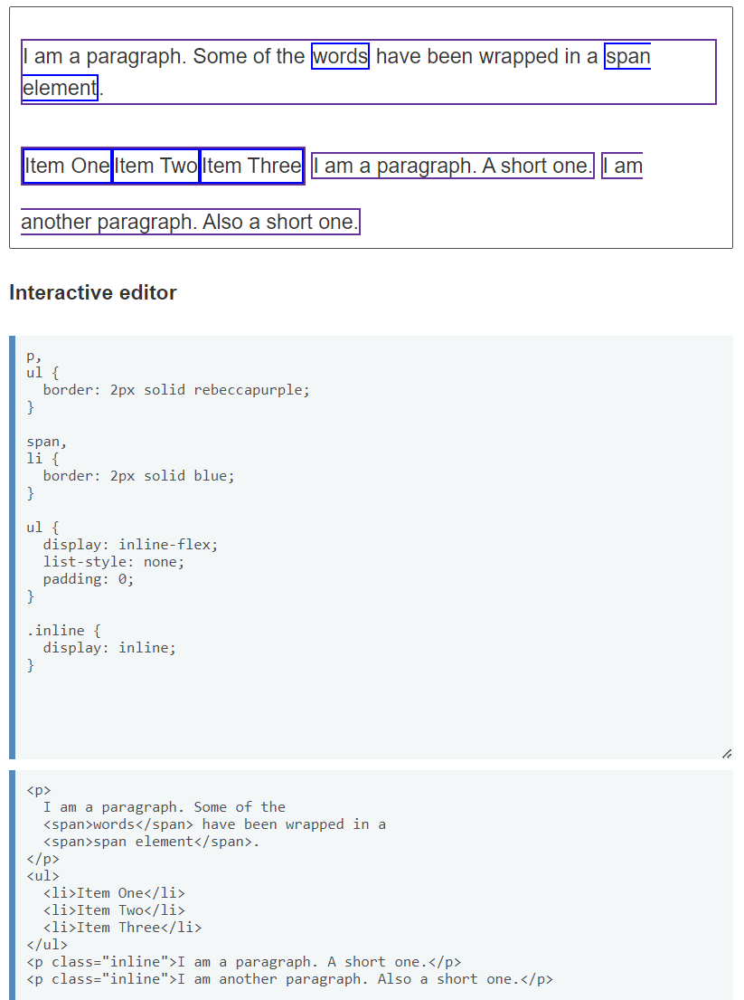 I am a paragraph. Some of the words have been wrapped in a span
element.
Item One Item Two Item Three I am a paragraph. A short one. I am
another paragraph. Also a short one.
Interactive editor
p,
ul {
  border: 2px solid rebeccapurple;
}
span,
li {
  border: 2px solid blue;
}
ul {
  display: inline-flex;
  list-style: none;
  padding: 0;
}
.inline {
  display: inline;
}
<p>
  I am a paragraph. Some of the
  <span>words</span> have been wrapped in a
  <span>span element</span>.
</p>
<ul>
  <li>Item One</li>
  <li>Item Two</li>
  <li>Item Three</li>
</ul>
<p class="inline">I am a paragraph. A short one.</p>
<p class="inline">I am another paragraph. Also a short one.</p>